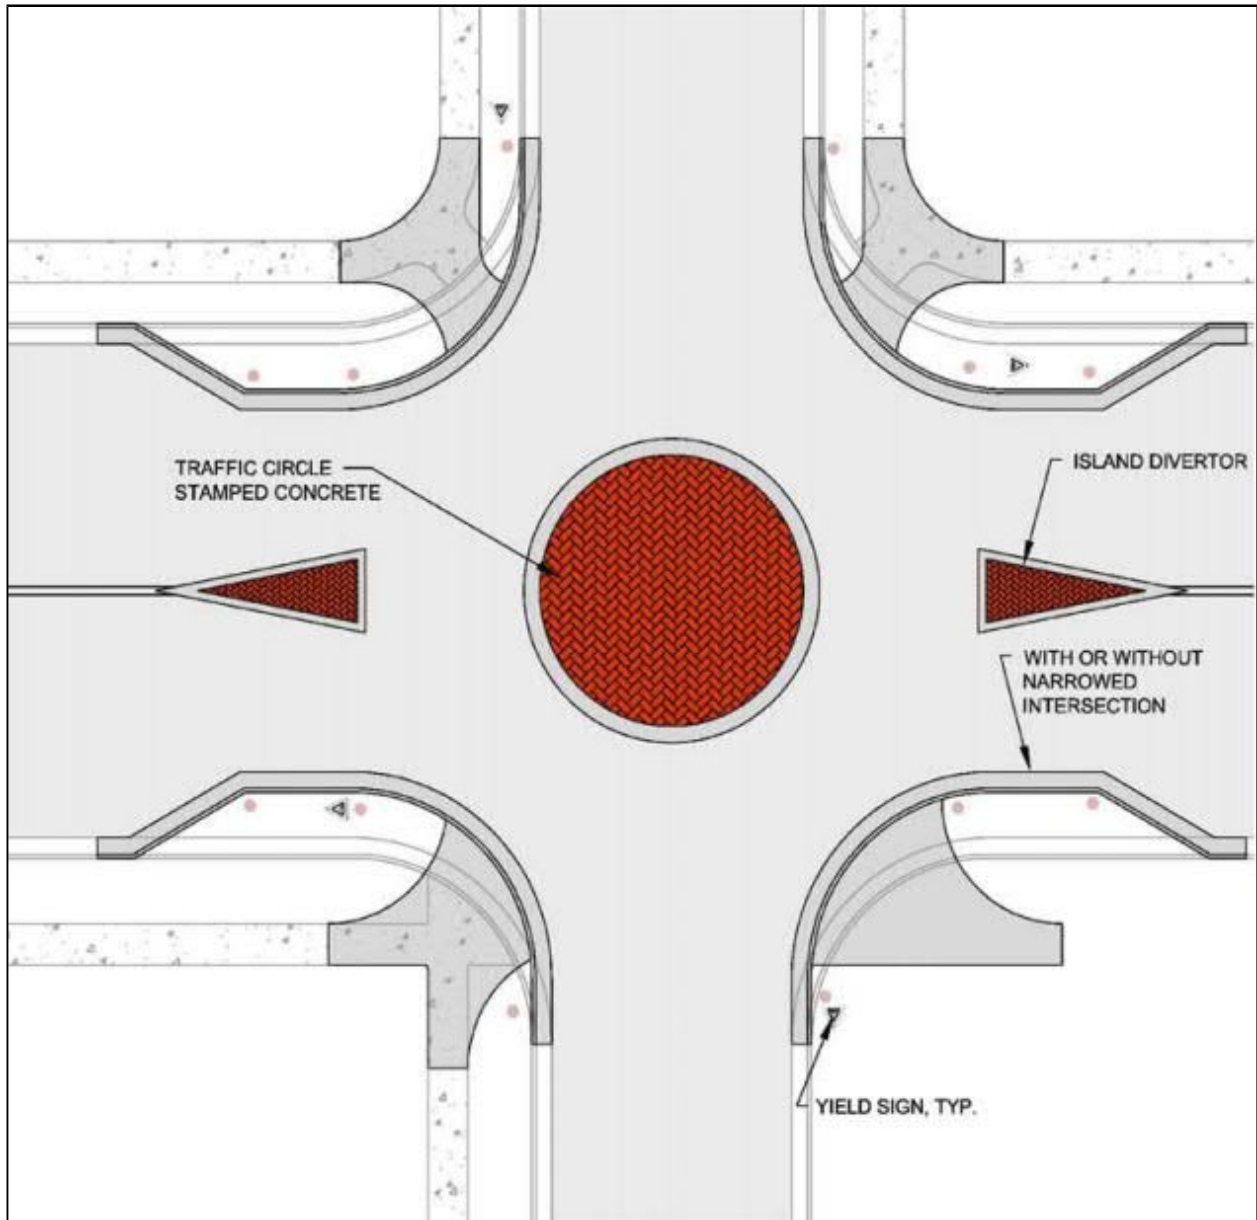 TRAFFIC CIRCLE
STAMPED CONCRETE
ISLAND DIVERTOR
WITH OR WITHOUT
NARROWED
INTERSECTION
YIELD SIGN, TYP.